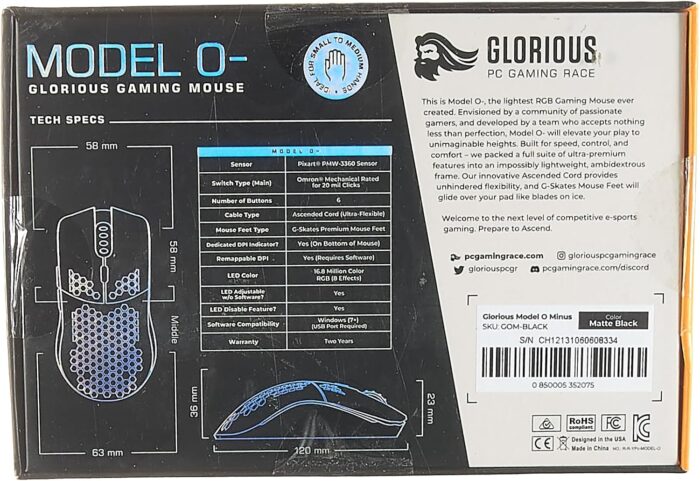 MODEL O-
GLORIOUS GAMING MOUSE
IDEAL FOR SMALL TO MEDIUM HANDS
GLORIOUS
PC GAMING RACE
TECH SPECS
58 mm
58 mm
Middle
63 mm
MODEL O-
Sensor Pixart® PMW-3360 Sensor
Switch Type (Main) Omron® Mechanical Rated
for 20 mil Clicks
Number of Buttons 6
Cable Type Ascended Cord (Ultra-Flexible)
Mouse Feet Type G-Skates Premium Mouse Feet
Dedicated DPI Indicator? Yes (On Bottom of Mouse)
Remappable DPI Yes (Requires Software)
LED Color 16.8 Million Color
RGB (8 Effects)
LED Adjustable
w/o Software? Yes
LED Disable Feature? Yes
Software Compatibility Windows (7+)
(USB Port Required)
Warranty Two Years
36 mm
23 mm
120 mm
This is Model O-, the lightest RGB Gaming Mouse ever
created. Envisioned by a community of passionate
gamers, and developed by a team who accepts nothing
less than perfection, Model O- will elevate your play to
unimaginable heights. Built for speed, control, and
comfort – we packed a full suite of ultra-premium
features into an impossibly lightweight, ambidextrous
frame. Our innovative Ascended Cord provides
unhindered flexibility, and G-Skates Mouse Feet will
glide over your pad like blades on ice.
Welcome to the next level of competitive e-sports
gaming. Prepare to Ascend.
pcgamingrace.com gloriouspcgamingrace
gloriouspcgr pcgamingrace.com/discord
Glorious Model O Minus
SKU: GOM-BLACK
Color
Matte Black
S/N CH12131060608334
0 850005 352075
FC
RoHS
compliant
CE
Designed in the USA
Made in China